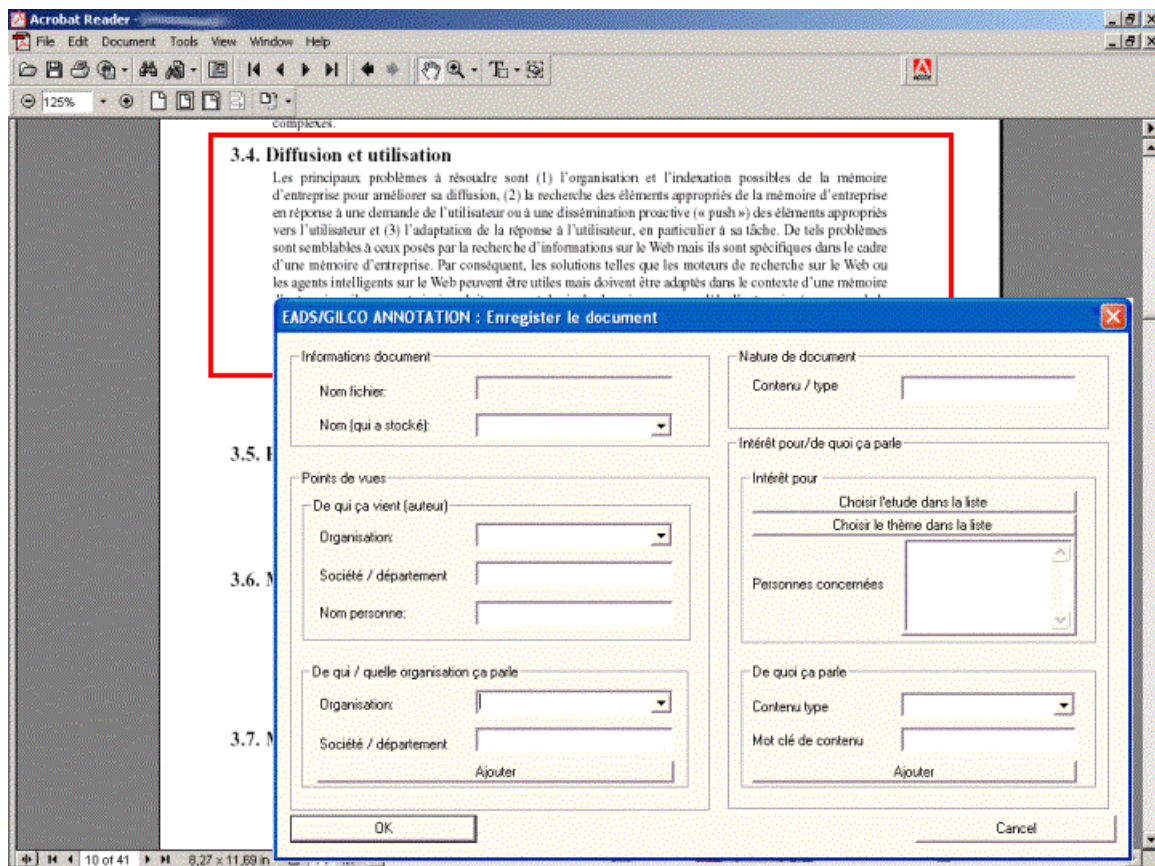 Acrobat Reader -
File Edit Document Tools View Window Help
125%
complexes.
3.4. Diffusion et utilisation
Les principaux problèmes à résoudre sont (1) l'organisation et l'indexation possibles de la mémoire
d'entreprise pour améliorer sa diffusion, (2) la recherche des éléments appropriés de la mémoire d'entreprise
en réponse à une demande de l'utilisateur ou à une dissémination proactive (« push ») des éléments appropriés
vers l'utilisateur et (3) l'adaptation de la réponse à l'utilisateur, en particulier à sa tâche. De tels problèmes
sont semblables à ceux posés par la recherche d'informations sur le Web mais ils sont spécifiques dans le cadre
d'une mémoire d'entreprise. Par conséquent, les solutions telles que les moteurs de recherche sur le Web ou
les agents intelligents sur le Web peuvent être utiles mais doivent être adaptés dans le contexte d'une mémoire
EADS/GILCO ANNOTATION : Enregister le document
Informations document
Nom fichier:
Nom (qui a stocké):
Nature de document
Contenu / type
3.5.
Points de vues
De qui ça vient (auteur)
Organisation:
Société / département
Nom personne:
Intérêt pour/de quoi ça parle
Intérêt pour
Choisir l'etude dans la liste
Choisir le thème dans la liste
Personnes concernées
3.6.
De qui / quelle organisation ça parle
Organisation:
Société / département
Ajouter
De quoi ça parle
Contenu type
Mot clé de contenu
Ajouter
3.7.
OK
Cancel
10 of 41
8,27 x 11,69 in